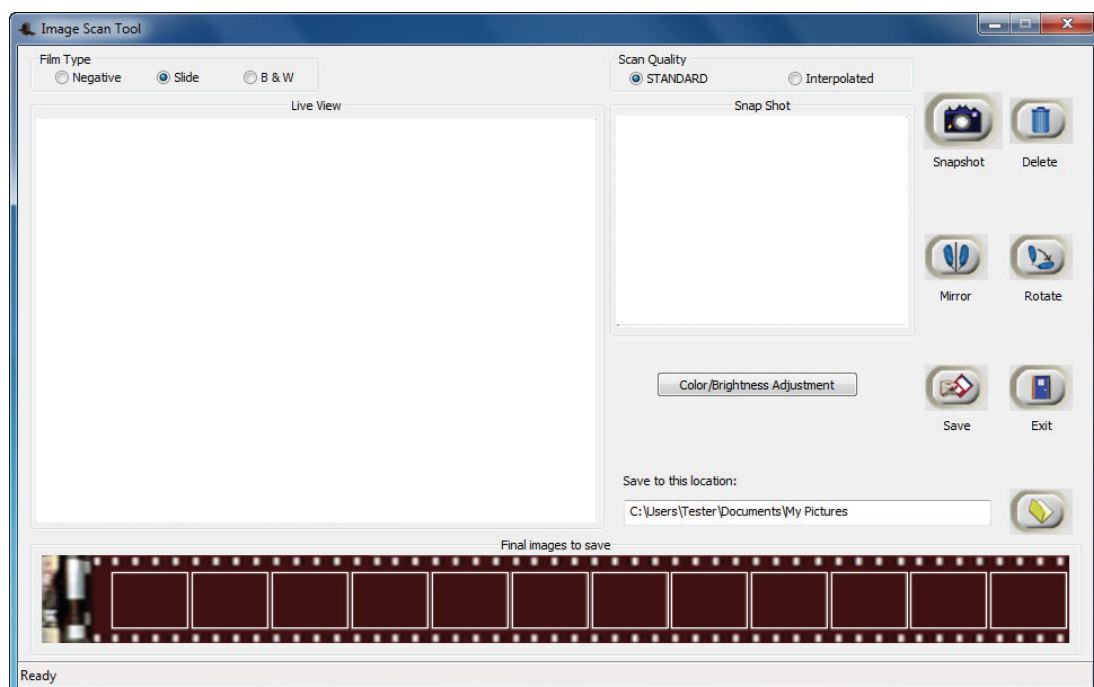 Image Scan Tool
Film Type
Negative Slide B & W
Scan Quality
STANDARD Interpolated
Live View
Snap Shot
Snapshot Delete
Mirror Rotate
Color/Brightness Adjustment
Save Exit
Save to this location:
C:\Users\Tester\Documents\My Pictures
Final images to save
Ready